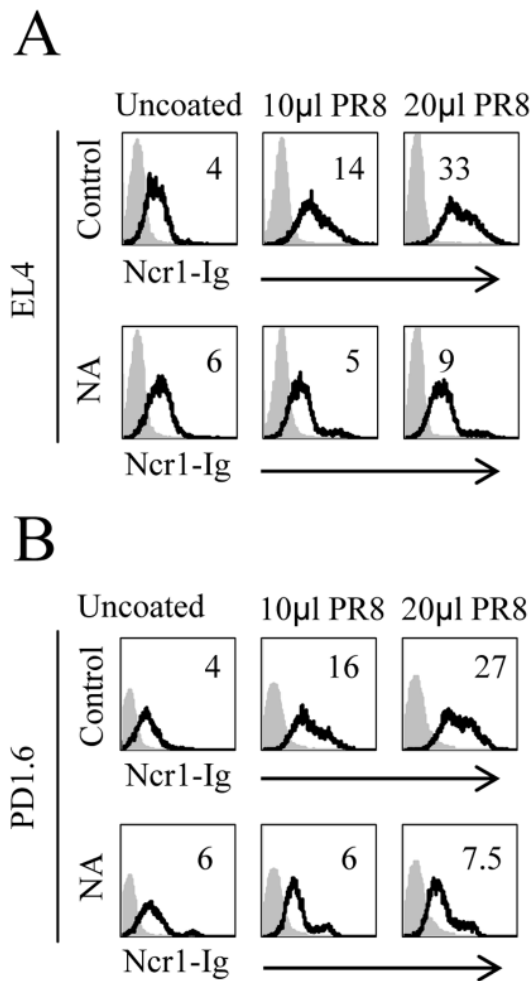 A
Uncoated 10µl PR8 20µl PR8
EL4
Control
4 14 33
Ncr1-Ig
NA
6 5 9
Ncr1-Ig
B
Uncoated 10µl PR8 20µl PR8
PD1.6
Control
4 16 27
Ncr1-Ig
NA
6 6 7.5
Ncr1-Ig